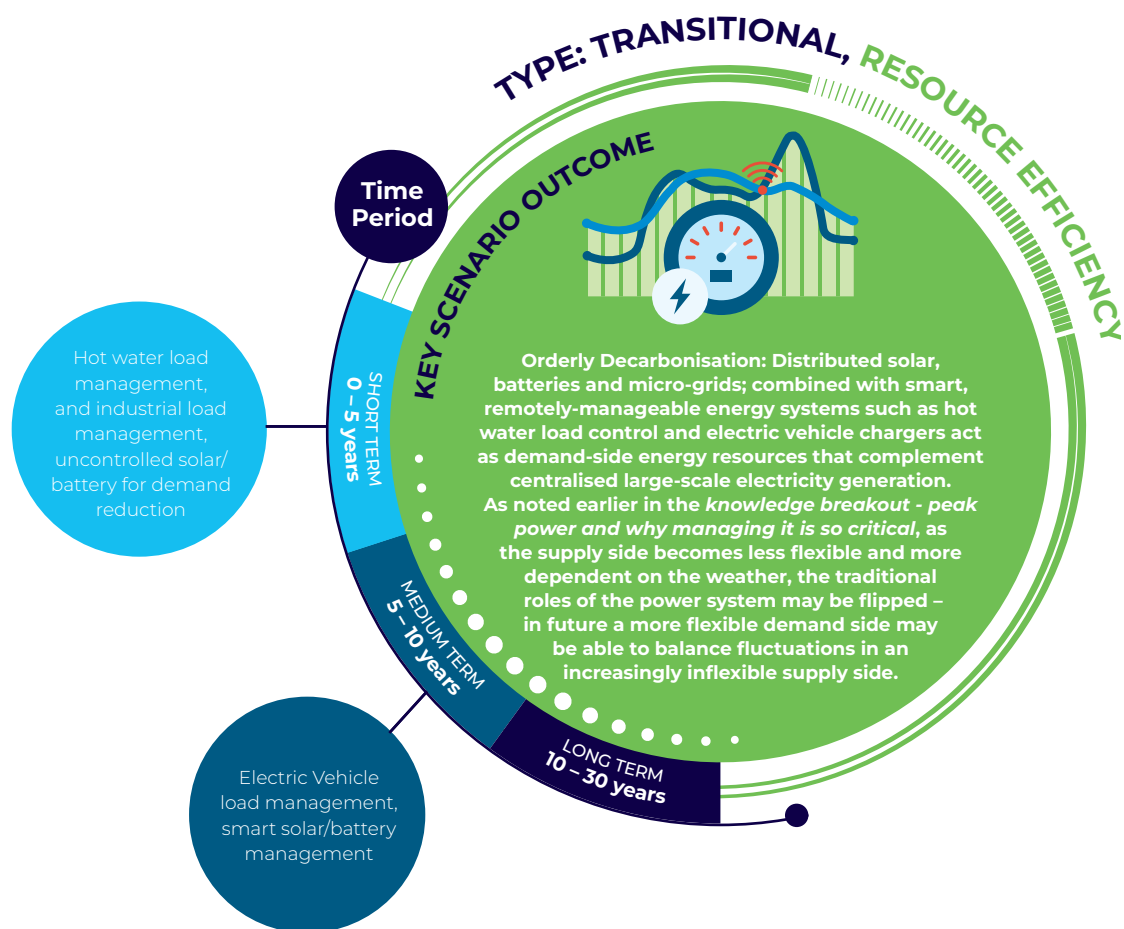 TYPE: TRANSITIONAL, RESOURCE EFFICIENCY
KEY SCENARIO OUTCOME
Time
Period
Orderly Decarbonisation: Distributed solar,
batteries and micro-grids; combined with smart,
remotely-manageable energy systems such as hot
water load control and electric vehicle chargers act
as demand-side energy resources that complement
centralised large-scale electricity generation.
As noted earlier in the knowledge breakout - peak
power and why managing it is so critical, as
the supply side becomes less flexible and more
dependent on the weather, the traditional
roles of the power system may be flipped –
in future a more flexible demand side may
be able to balance fluctuations in an
increasingly inflexible supply side.
SHORT TERM
0 – 5 years
Hot water load
management,
and industrial load
management,
uncontrolled solar/
battery for demand
reduction
MEDIUM TERM
5 – 10 years
Electric Vehicle
load management,
smart solar/battery
management
LONG TERM
10 – 30 years